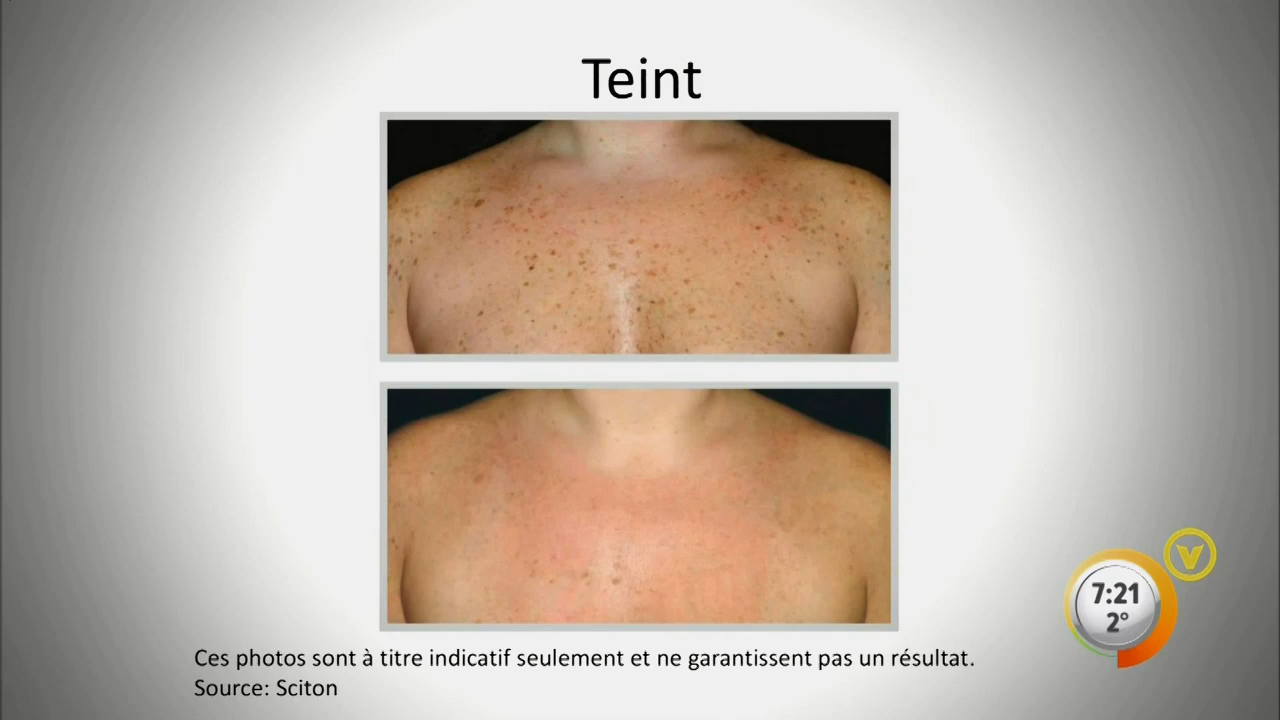 Teint
Ces photos sont à titre indicatif seulement et ne garantissent pas un résultat.
Source: Sciton
7:21
2°
V